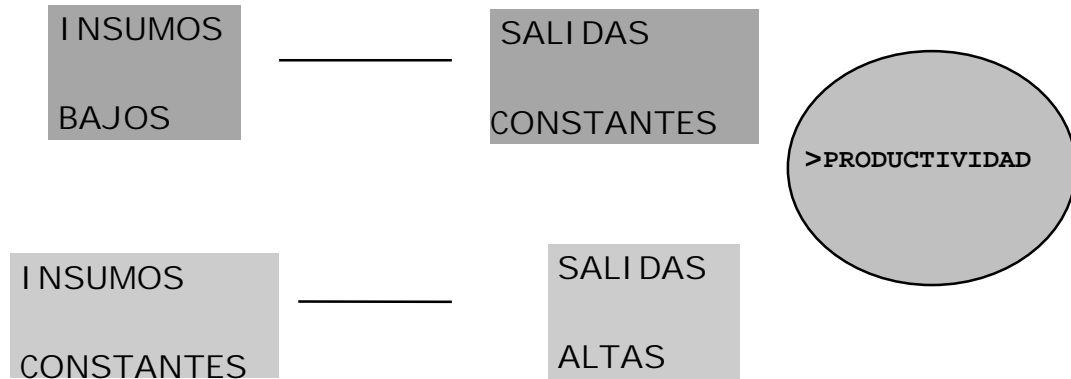 INSUMOS
BAJOS
SALIDAS
CONSTANTES
>PRODUCTIVIDAD
INSUMOS
CONSTANTES
SALIDAS
ALTAS